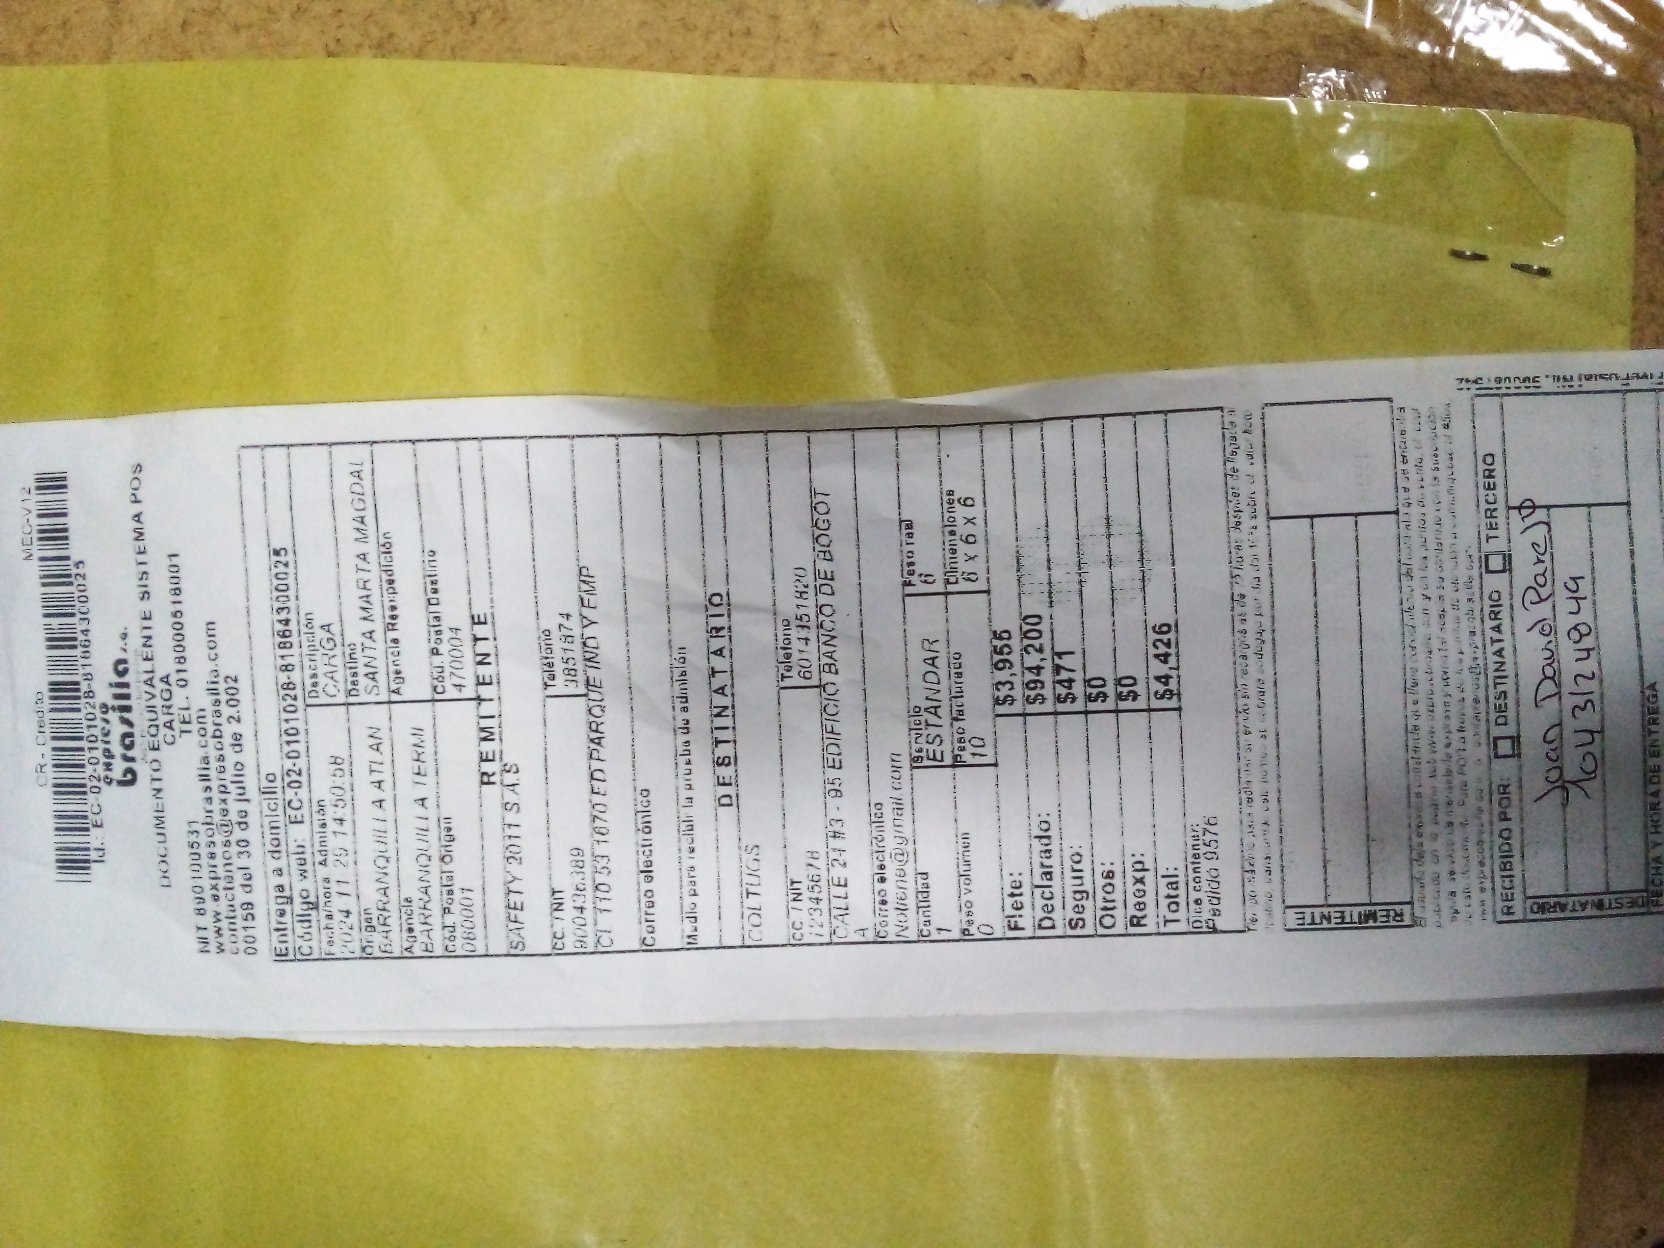 CR - Credito MEC-V12
Id.: EC-02-0101028-81864300025
expreso
brasilia s.a.
DOCUMENTO EQUIVALENTE SISTEMA POS
CARGA
TEL. 018000518001
NIT 890100531
www.expresobrasilia.com
contactanos@expresobrasilia.com
00159 del 30 de julio de 2.002
Entrega a domicilio
Código web: EC-02-0101028-81864300025
Fecha/hora Admisión Descripción
2024 11 29 14:50:58 CARGA
Origen Destino
BARRANQUILLA ATLAN SANTA MARTA MAGDAL
Agencia Agencia Reexpedición
BARRANQUILLA TERMI
Cód. Postal Origen Cód. Postal Destino
080001 470004
REMITENTE
SAFETY 2011 S.A.S
CC / NIT Teléfono
900436389 3851874
Cl 110 53 1670 ED PARQUE IND Y EMP
Correo electrónico
Medio para recibir la prueba de admisión
DESTINATARIO
COLTUGS
CC / NIT Teléfono
12345678 6014351820
CALLE 24 #3 - 95 EDIFICIO BANCO DE BOGOT
A
Correo electrónico
Notiene@gmail.com
Cantidad Servicio Peso real
1 ESTANDAR 6
Peso volumen Peso facturado Dimensiones
0 10 6 x 6 x 6
Flete: $3,955
Declarado: $94,200
Seguro: $471
Otros: $0
Reexp: $0
Total: $4,426
Dice contener:
Pedido 9576
REMITENTE
RECIBIDO POR: DESTINATARIO TERCERO
DESTINATARIO
Joan David Parejo
1043124849
FECHA Y HORA DE ENTREGA